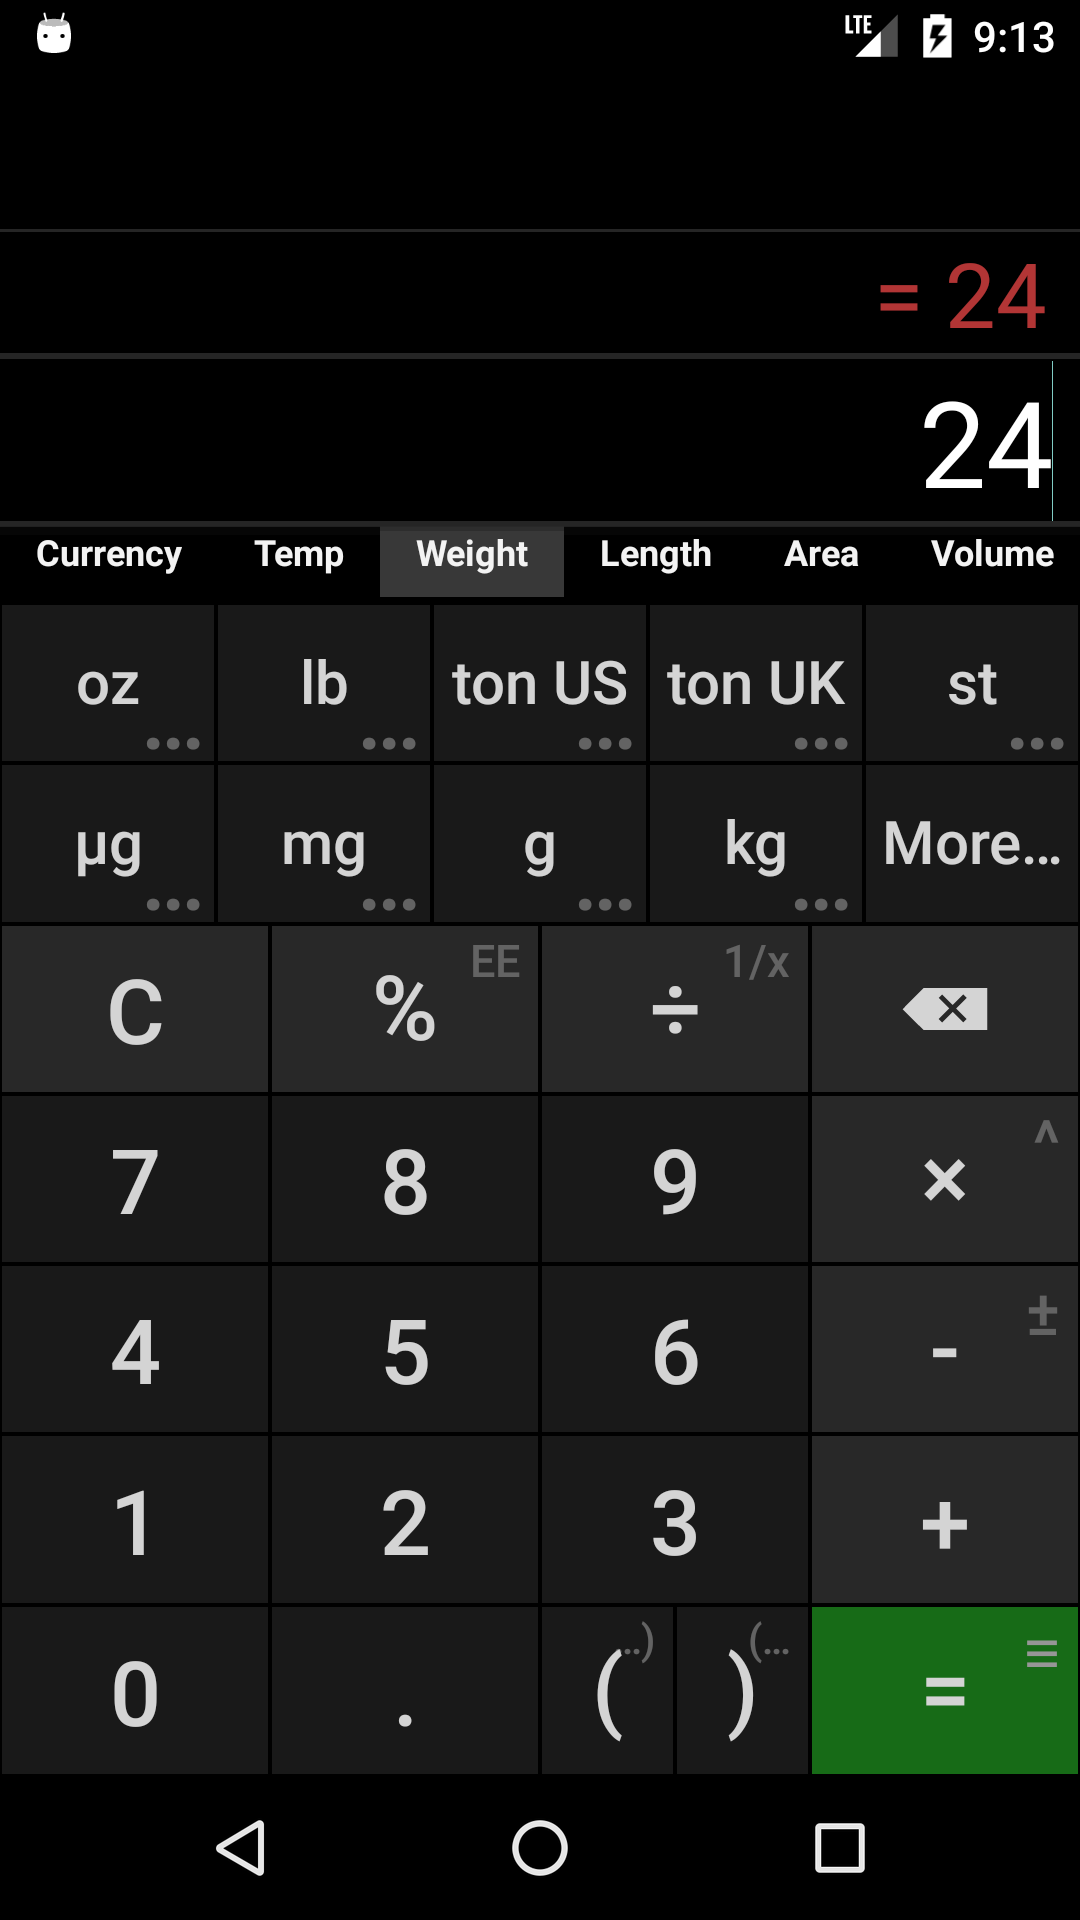 LTE 9:13
= 24
24
Currency Temp Weight Length Area Volume
oz lb ton US ton UK st
µg mg g kg More...
C % EE ÷ 1/x
7 8 9 × ^
4 5 6 - ±
1 2 3 +
0 . ( ..) ) (... =